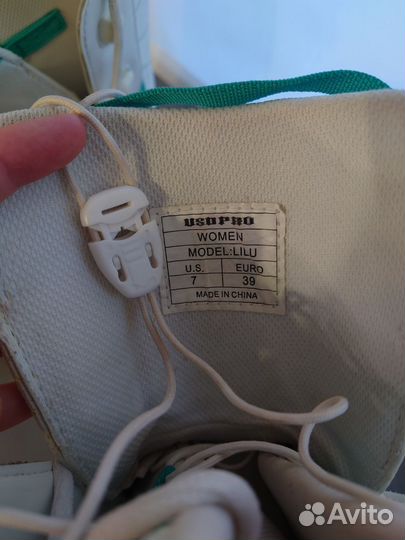 USDPRO
WOMEN
MODEL:LILU
U.S. EURO
7 39
MADE IN CHINA
Avito